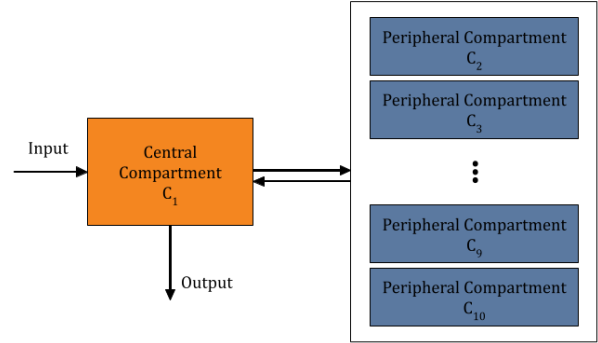 Peripheral Compartment
C2
Peripheral Compartment
C3
Input
Central
Compartment
C1
Peripheral Compartment
C9
Output
Peripheral Compartment
C10